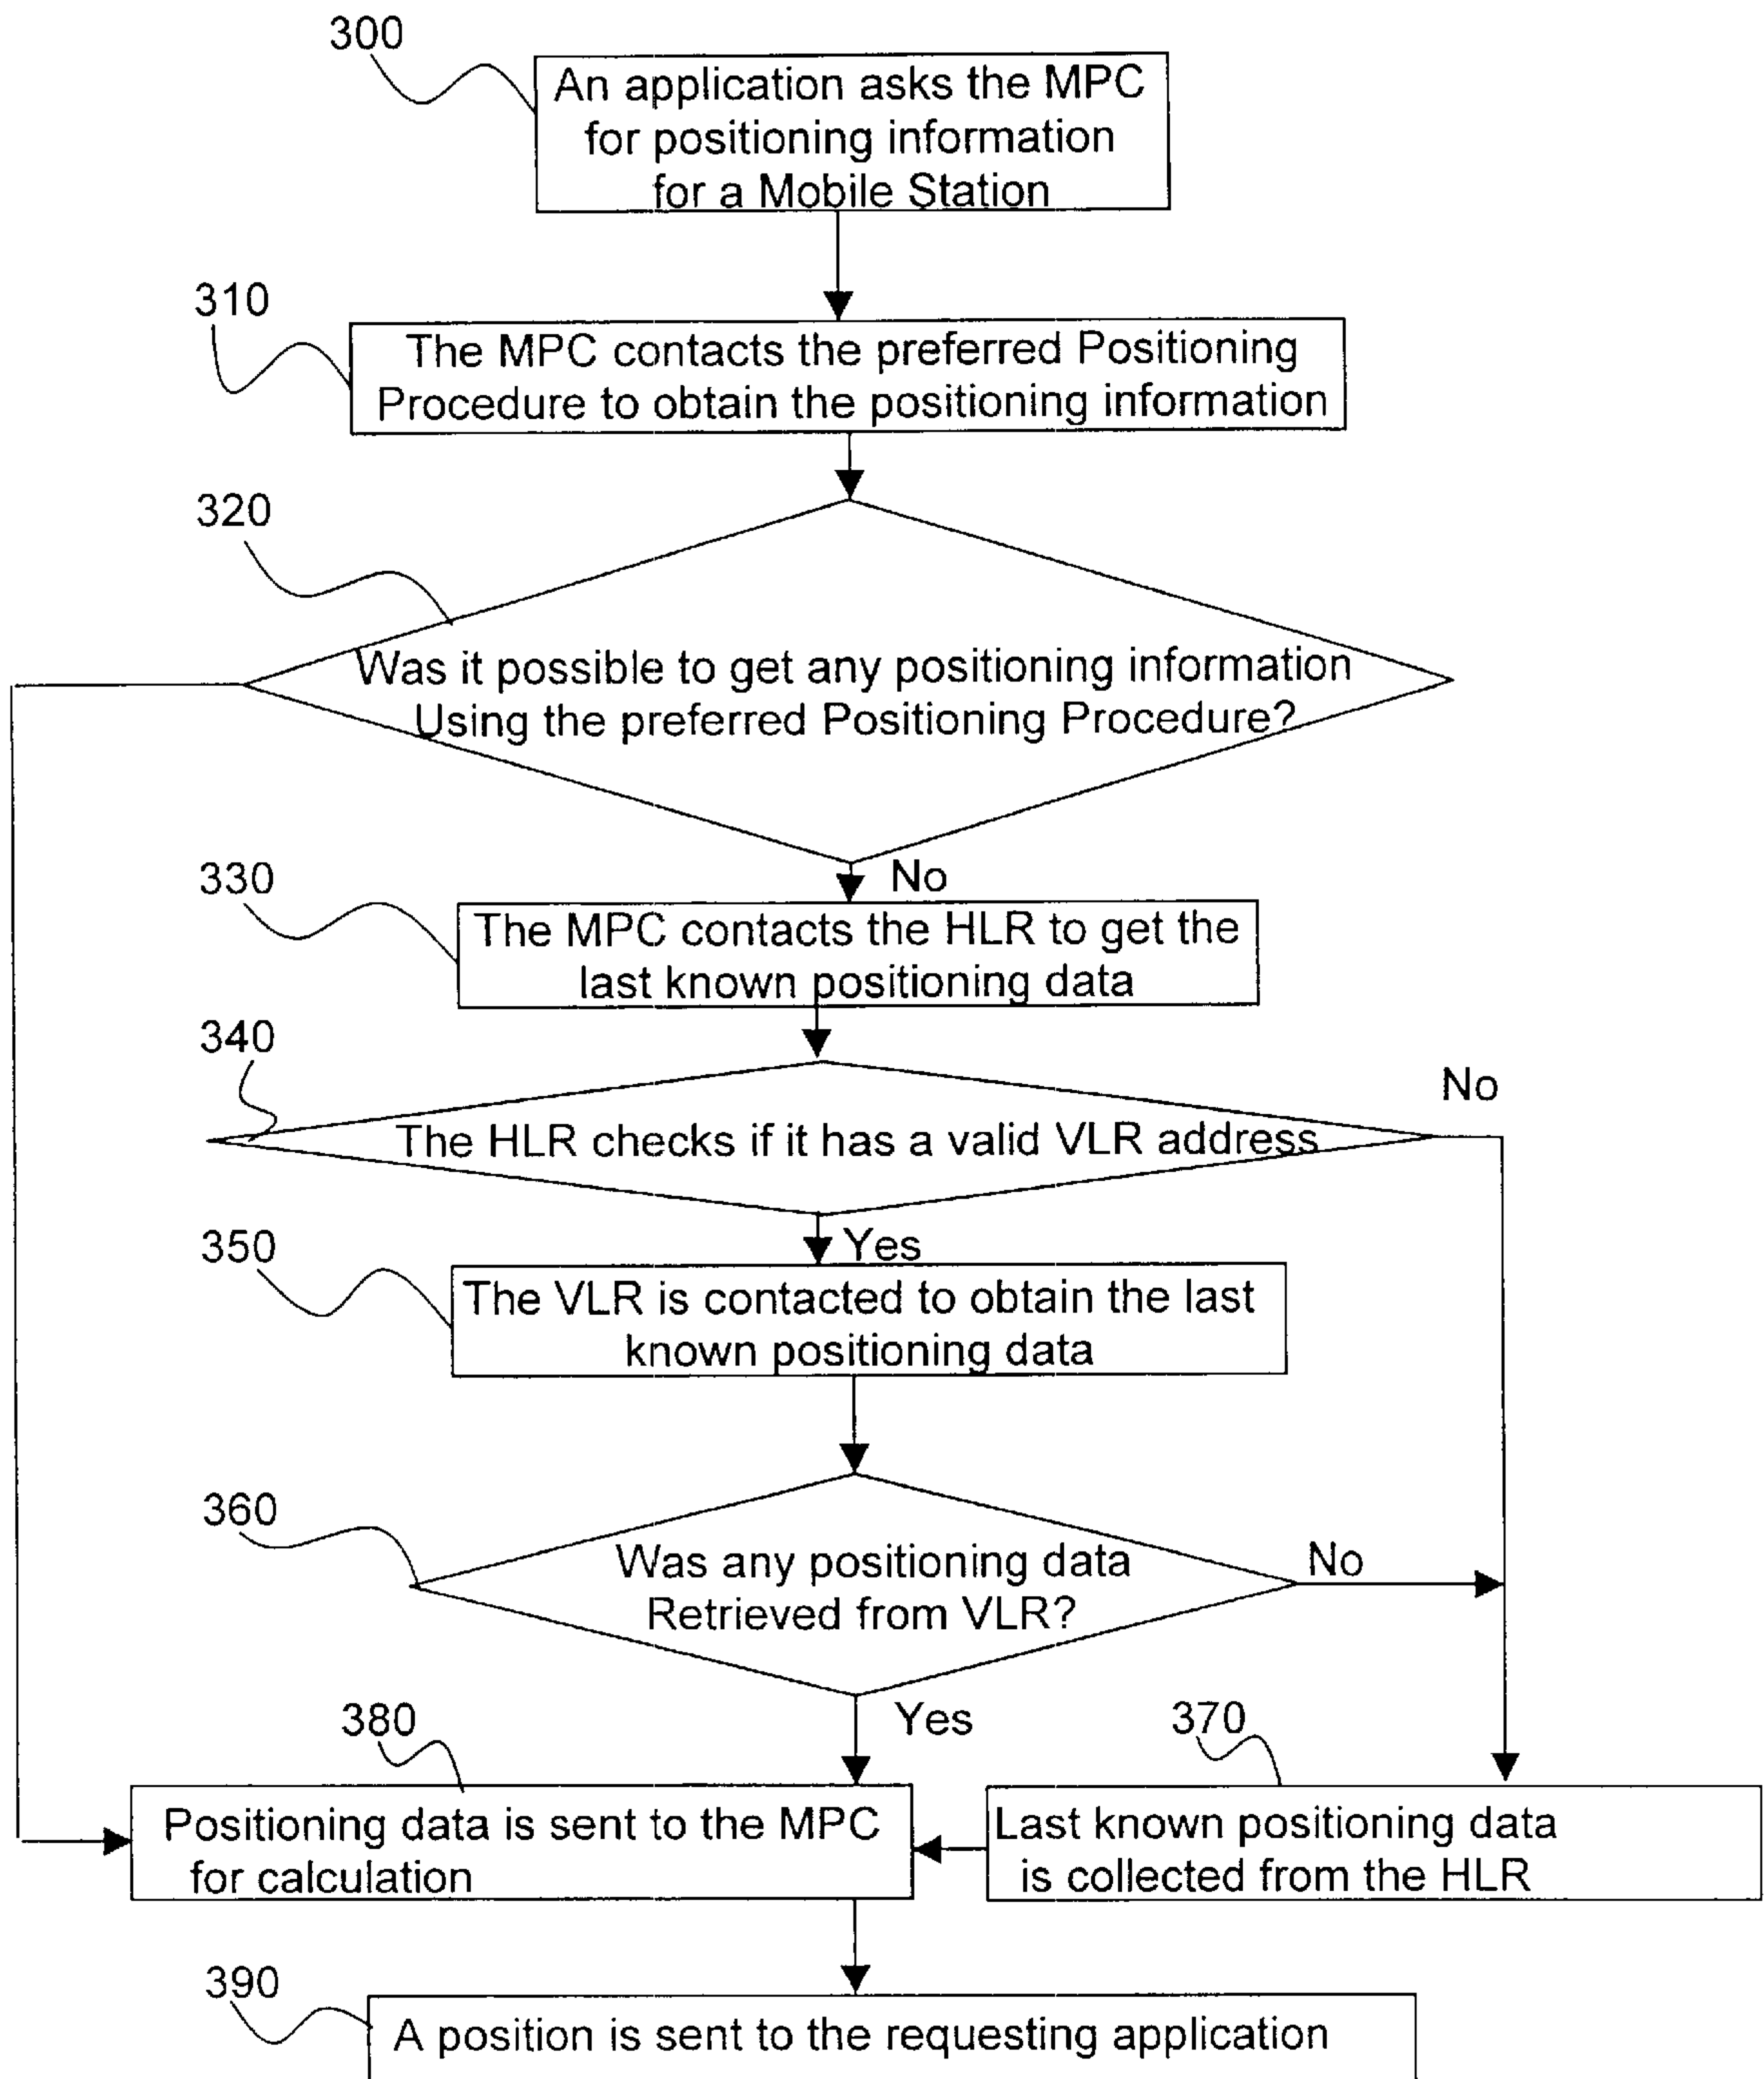 300
An application asks the MPC
for positioning information
for a Mobile Station
310
The MPC contacts the preferred Positioning
Procedure to obtain the positioning information
320
Was it possible to get any positioning information
Using the preferred Positioning Procedure?
No
330
The MPC contacts the HLR to get the
last known positioning data
340
No
The HLR checks if it has a valid VLR address
Yes
350
The VLR is contacted to obtain the last
known positioning data
360
Was any positioning data
Retrieved from VLR?
No
Yes
380
370
Positioning data is sent to the MPC
for calculation
Last known positioning data
is collected from the HLR
390
A position is sent to the requesting application